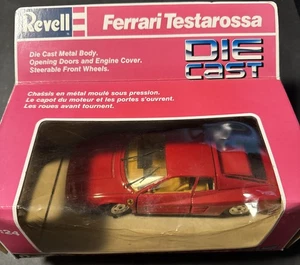 Revell
Ferrari Testarossa
Die Cast Metal Body.
Opening Doors and Engine Cover.
Steerable Front Wheels.
DIE
CAST
Chassis en métal moulé sous pression.
Le capot du moteur et les portes s'ouvrent.
Les roues avant tournent.
:24